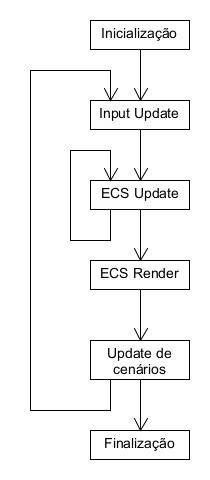 Inicialização
Input Update
ECS Update
ECS Render
Update de
cenários
Finalização